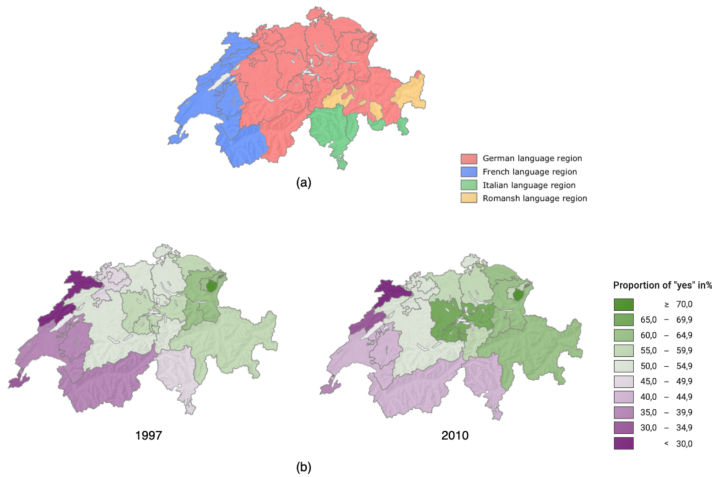 German language region
French language region
Italian language region
Romansh language region
(a)
Proportion of "yes" in%
≥ 70,0
65,0 – 69,9
60,0 – 64,9
55,0 – 59,9
50,0 – 54,9
45,0 – 49,9
40,0 – 44,9
35,0 – 39,9
30,0 – 34,9
< 30,0
1997
2010
(b)